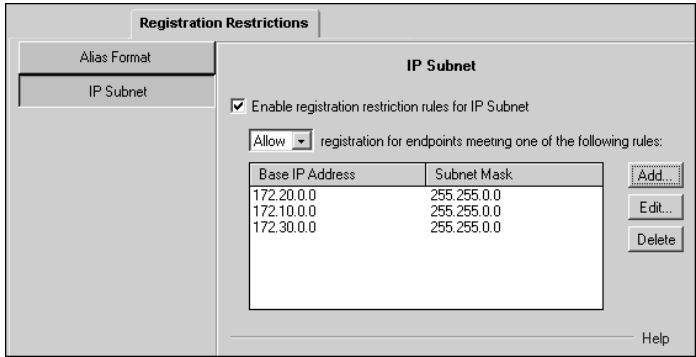 Registration Restrictions
Alias Format
IP Subnet
IP Subnet
Enable registration restriction rules for IP Subnet
Allow registration for endpoints meeting one of the following rules:
Base IP Address Subnet Mask
172.20.0.0 255.255.0.0
172.10.0.0 255.255.0.0
172.30.0.0 255.255.0.0
Add...
Edit...
Delete
Help